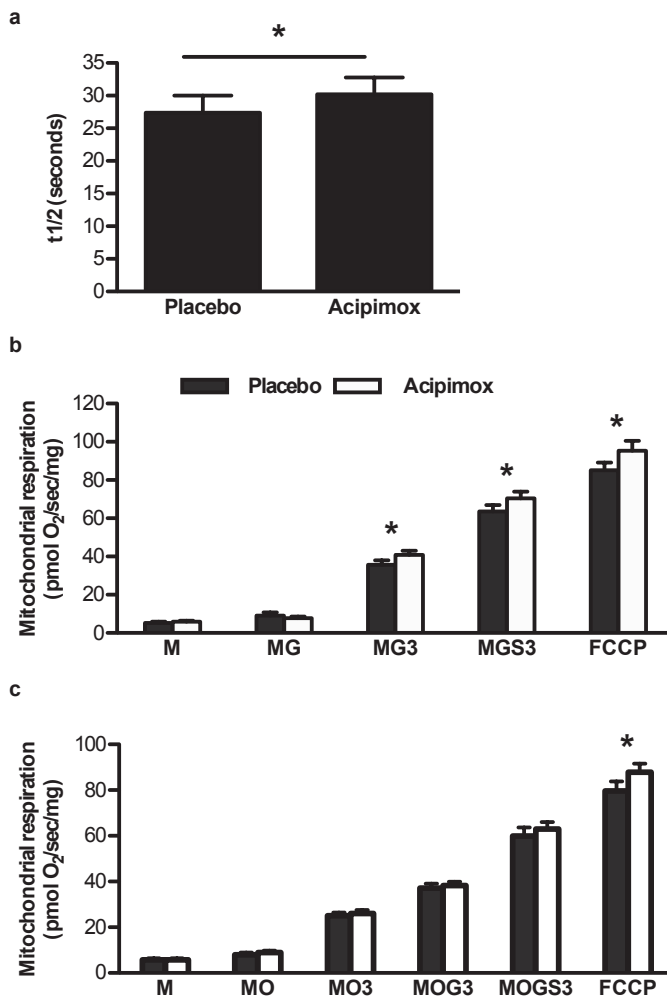 a
*
35
30
25
20
15
10
5
0
t1/2 (seconds)
Placebo Acipimox
b
Placebo Acipimox
120
100
80
60
40
20
0
Mitochondrial respiration
(pmol O₂/sec/mg)
* * *
M MG MG3 MGS3 FCCP
c
100
80
60
40
20
0
Mitochondrial respiration
(pmol O₂/sec/mg)
*
M MO MO3 MOG3 MOGS3 FCCP